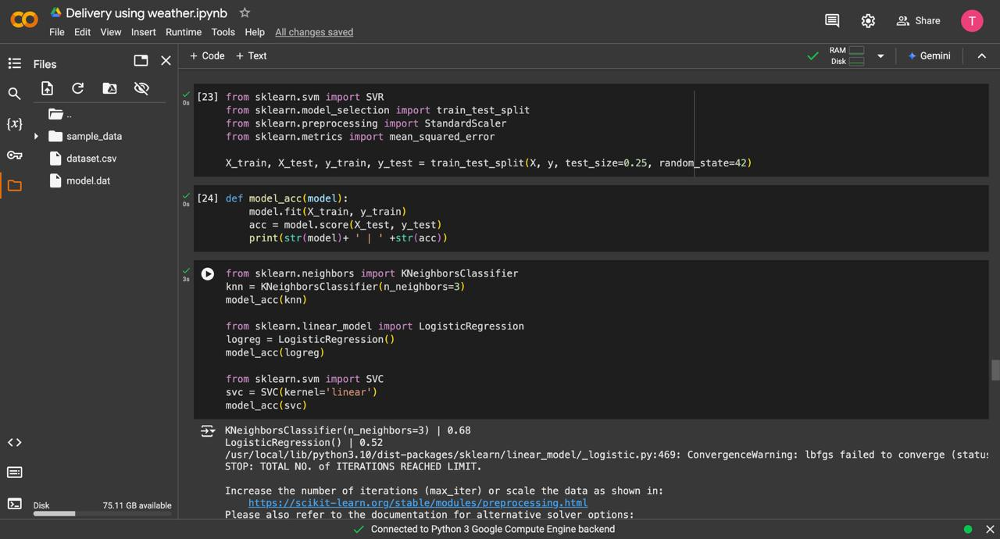 Delivery using weather.ipynb
File Edit View Insert Runtime Tools Help All changes saved
Share
T
Files
+ Code + Text
RAM
Disk
Gemini
..
sample_data
dataset.csv
model.dat
{x}
<>
Disk 75.11 GB available
0s
[23] from sklearn.svm import SVR
from sklearn.model_selection import train_test_split
from sklearn.preprocessing import StandardScaler
from sklearn.metrics import mean_squared_error
X_train, X_test, y_train, y_test = train_test_split(X, y, test_size=0.25, random_state=42)
0s
[24] def model_acc(model):
model.fit(X_train, y_train)
acc = model.score(X_test, y_test)
print(str(model)+ ' | ' +str(acc))
3s
from sklearn.neighbors import KNeighborsClassifier
knn = KNeighborsClassifier(n_neighbors=3)
model_acc(knn)
from sklearn.linear_model import LogisticRegression
logreg = LogisticRegression()
model_acc(logreg)
from sklearn.svm import SVC
svc = SVC(kernel='linear')
model_acc(svc)
KNeighborsClassifier(n_neighbors=3) | 0.68
LogisticRegression() | 0.52
/usr/local/lib/python3.10/dist-packages/sklearn/linear_model/_logistic.py:469: ConvergenceWarning: lbfgs failed to converge (status
STOP: TOTAL NO. of ITERATIONS REACHED LIMIT.
Increase the number of iterations (max_iter) or scale the data as shown in:
https://scikit-learn.org/stable/modules/preprocessing.html
Please also refer to the documentation for alternative solver options:
Connected to Python 3 Google Compute Engine backend